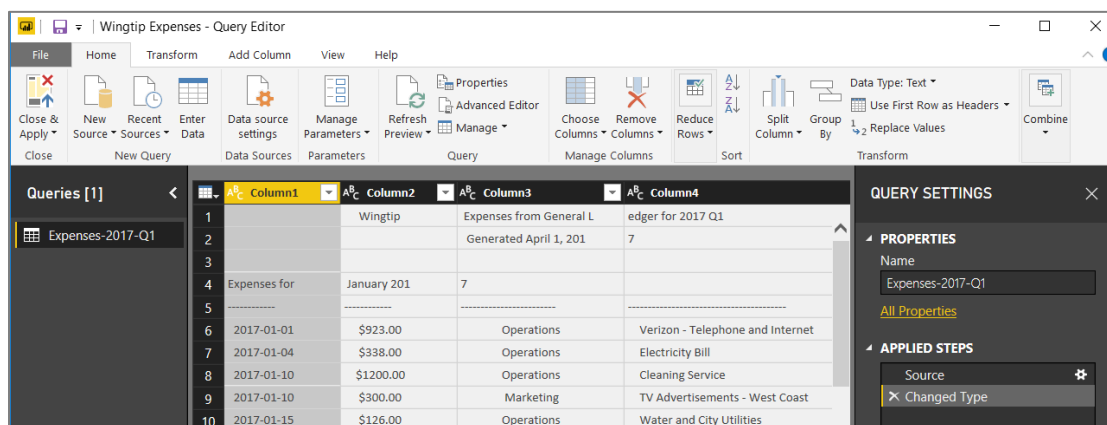 Wingtip Expenses - Query Editor
File Home Transform Add Column View Help
Close & Apply
New Source
Recent Sources
Enter Data
Data source settings
Manage Parameters
Refresh Preview
Properties
Advanced Editor
Manage
Choose Columns
Remove Columns
Reduce Rows
Split Column
Group By
Data Type: Text
Use First Row as Headers
Replace Values
Combine
Close New Query Data Sources Parameters Query Manage Columns Sort Transform
Queries [1]
Expenses-2017-Q1
Column1 Column2 Column3 Column4
1 Wingtip Expenses from General L edger for 2017 Q1
2 Generated April 1, 201 7
3
4 Expenses for January 201 7
5 ------------ ------------ ------------------------ ----------------------------------------
6 2017-01-01 $923.00 Operations Verizon - Telephone and Internet
7 2017-01-04 $338.00 Operations Electricity Bill
8 2017-01-10 $1200.00 Operations Cleaning Service
9 2017-01-10 $300.00 Marketing TV Advertisements - West Coast
10 2017-01-15 $126.00 Operations Water and City Utilities
QUERY SETTINGS
PROPERTIES
Name
Expenses-2017-Q1
All Properties
APPLIED STEPS
Source
Changed Type